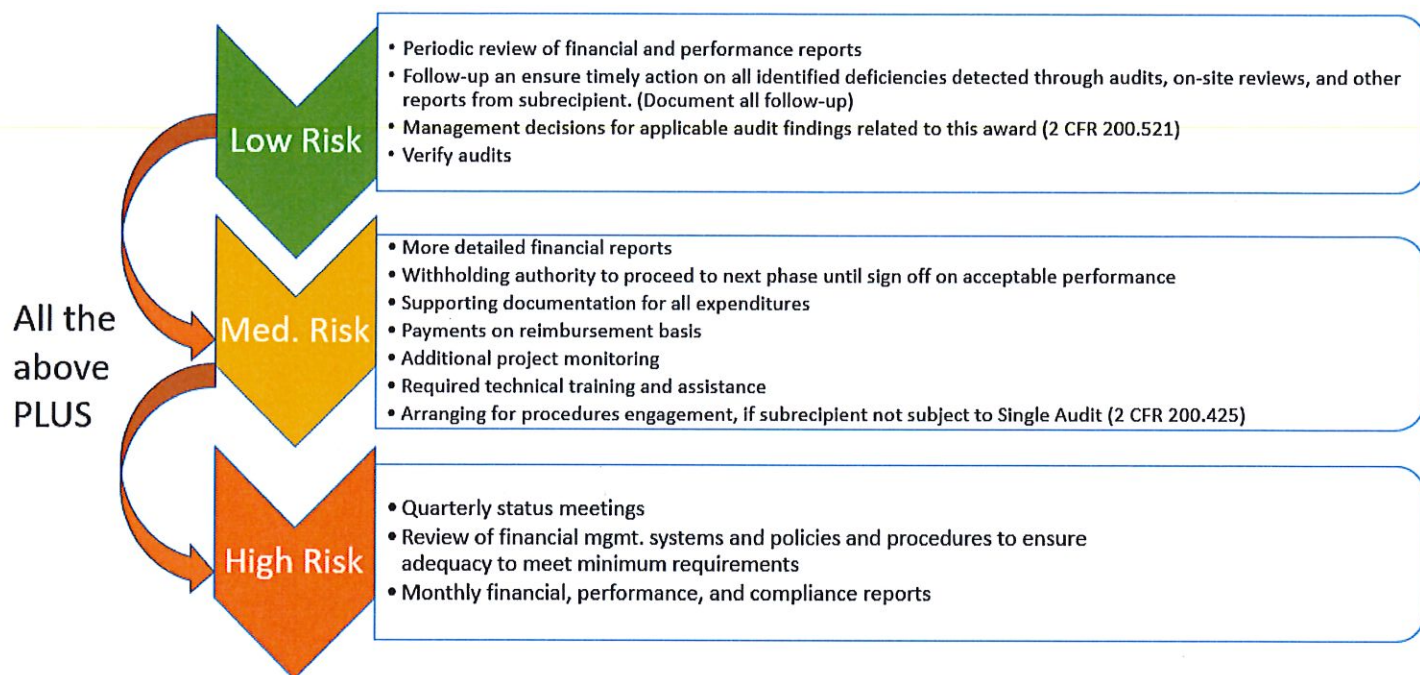 Low Risk
• Periodic review of financial and performance reports
• Follow-up an ensure timely action on all identified deficiencies detected through audits, on-site reviews, and other
reports from subrecipient. (Document all follow-up)
• Management decisions for applicable audit findings related to this award (2 CFR 200.521)
• Verify audits
All the
above
PLUS
Med. Risk
• More detailed financial reports
• Withholding authority to proceed to next phase until sign off on acceptable performance
• Supporting documentation for all expenditures
• Payments on reimbursement basis
• Additional project monitoring
• Required technical training and assistance
• Arranging for procedures engagement, if subrecipient not subject to Single Audit (2 CFR 200.425)
High Risk
• Quarterly status meetings
• Review of financial mgmt. systems and policies and procedures to ensure
adequacy to meet minimum requirements
• Monthly financial, performance, and compliance reports